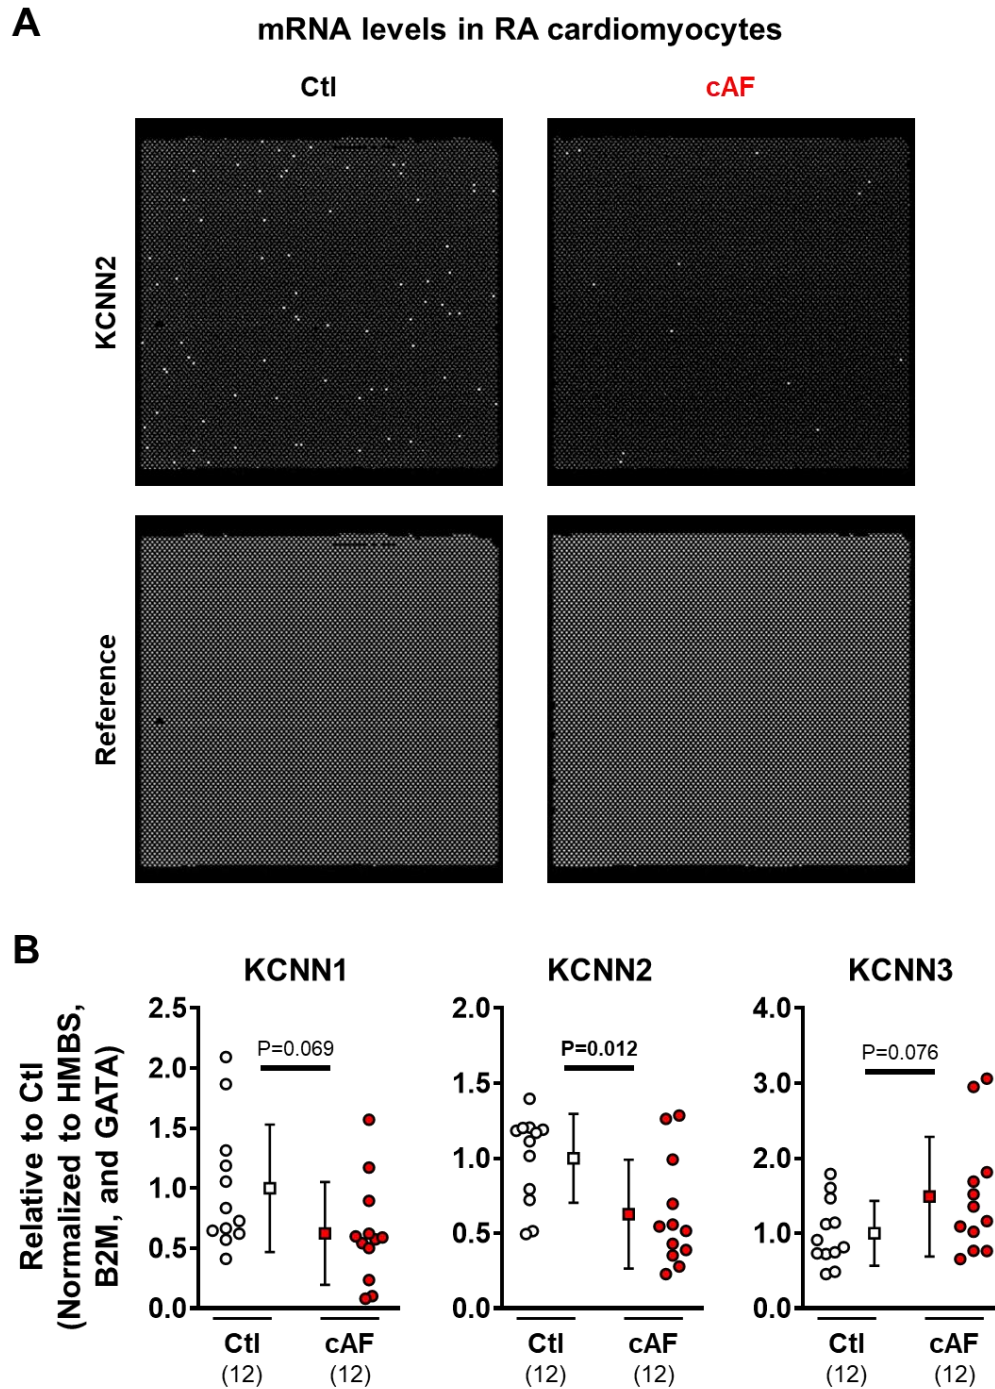 A
mRNA levels in RA cardiomyocytes
Ctl
cAF
KCNN2
Reference
B
Relative to Ctl
(Normalized to HMBS,
B2M, and GATA)
KCNN1
2.5
2.0
1.5
1.0
0.5
0.0
P=0.069
Ctl
(12)
cAF
(12)
KCNN2
2.0
1.5
1.0
0.5
0.0
P=0.012
Ctl
(12)
cAF
(12)
KCNN3
4.0
3.0
2.0
1.0
0.0
P=0.076
Ctl
(12)
cAF
(12)